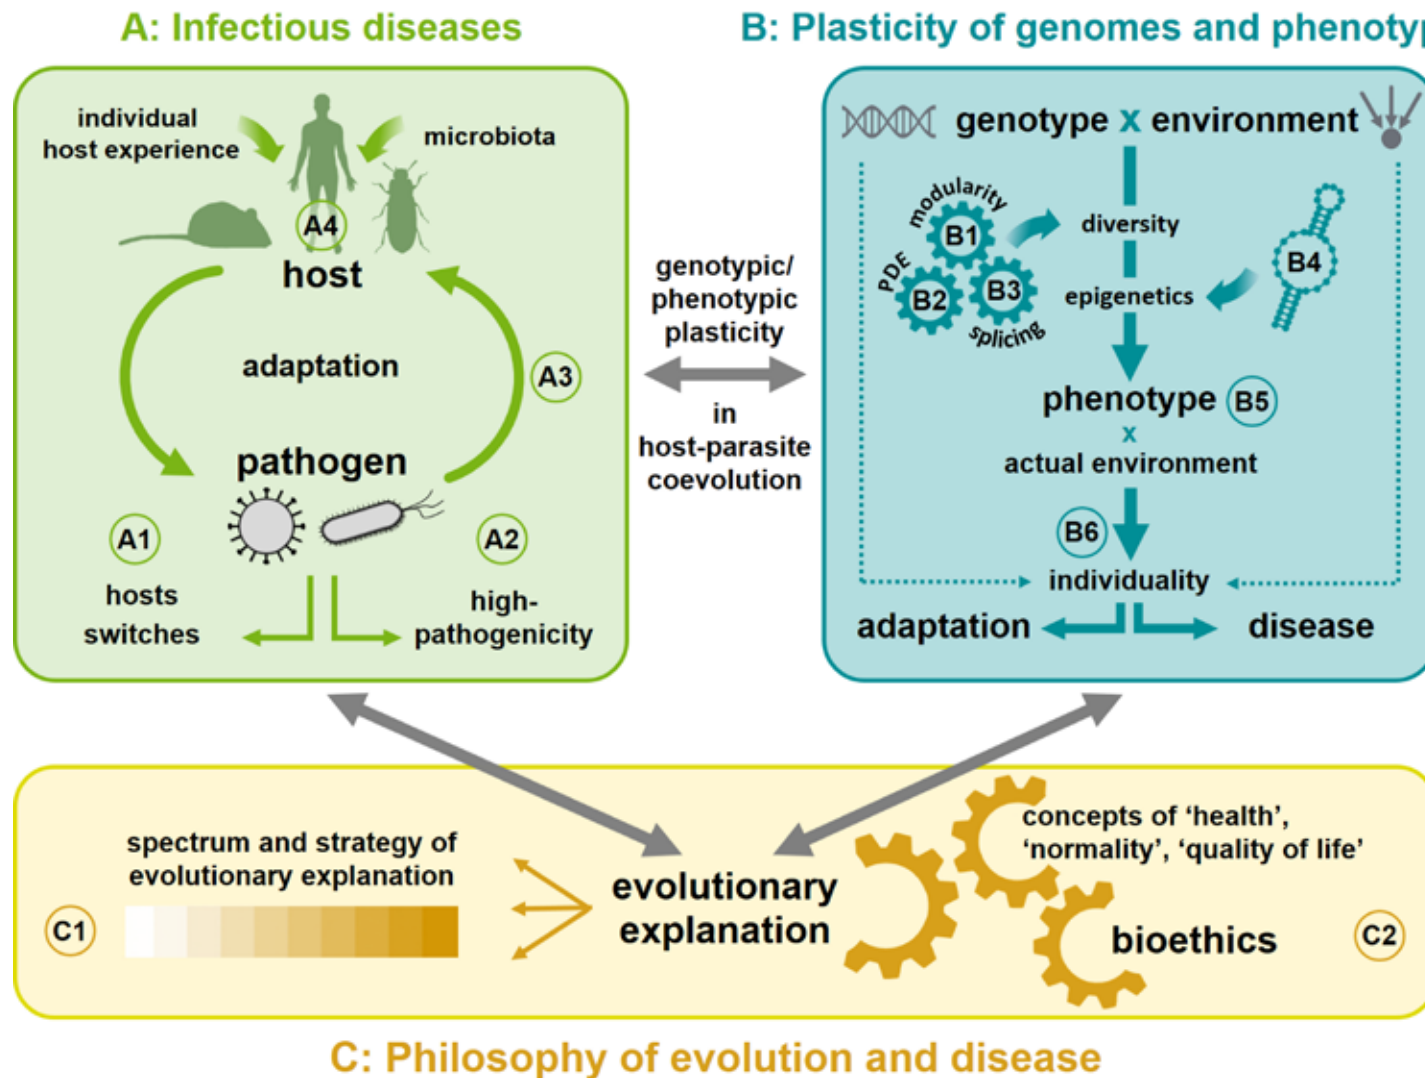 A: Infectious diseases
individual
host experience
microbiota
A4
host
adaptation
A3
pathogen
A1
A2
hosts
switches
high-
pathogenicity
genotypic/
phenotypic
plasticity
in
host-parasite
coevolution
B: Plasticity of genomes and phenotyp
genotype x environment
modularity
B1
PDE
B2
B3
splicing
diversity
epigenetics
B4
phenotype
B5
x
actual environment
B6
individuality
adaptation
disease
spectrum and strategy of
evolutionary explanation
C1
evolutionary
explanation
concepts of ‘health’,
‘normality’, ‘quality of life’
bioethics
C2
C: Philosophy of evolution and disease